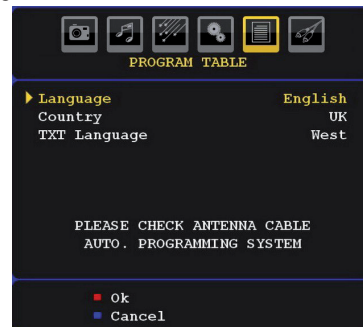 PROGRAM TABLE
Language English
Country UK
TXT Language West
PLEASE CHECK ANTENNA CABLE
AUTO. PROGRAMMING SYSTEM
Ok
Cancel